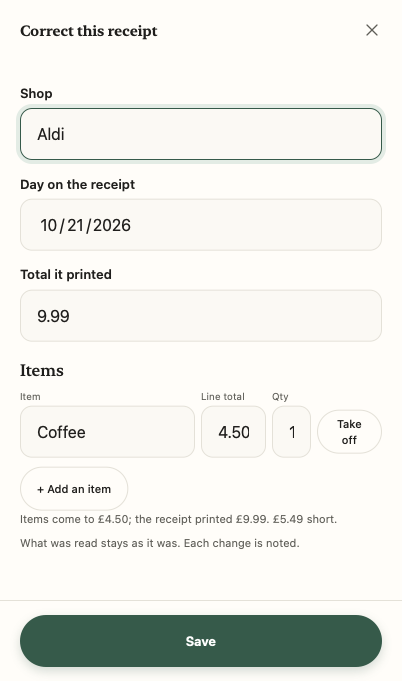 Correct this receipt
Shop
Aldi
Day on the receipt
10/21/2026
Total it printed
9.99
Items
Item Line total Qty
Coffee 4.50 1 Take off
+ Add an item
Items come to £4.50; the receipt printed £9.99. £5.49 short.
What was read stays as it was. Each change is noted.
Save